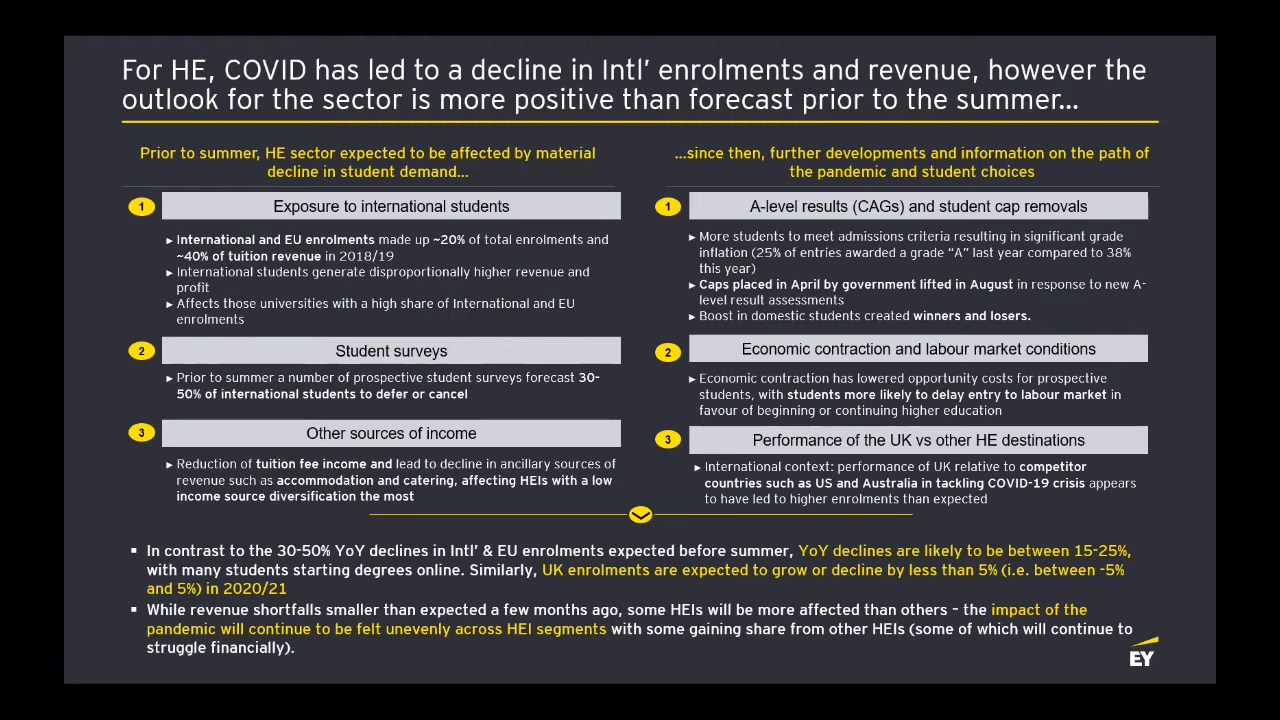 For HE, COVID has led to a decline in Intl’ enrolments and revenue, however the
outlook for the sector is more positive than forecast prior to the summer…
Prior to summer, HE sector expected to be affected by material
decline in student demand…
1
Exposure to international students
▸ International and EU enrolments made up ~20% of total enrolments and
~40% of tuition revenue in 2018/19
▸ International students generate disproportionally higher revenue and
profit
▸ Affects those universities with a high share of International and EU
enrolments
2
Student surveys
▸ Prior to summer a number of prospective student surveys forecast 30-
50% of international students to defer or cancel
3
Other sources of income
▸ Reduction of tuition fee income and lead to decline in ancillary sources of
revenue such as accommodation and catering, affecting HEIs with a low
income source diversification the most
…since then, further developments and information on the path of
the pandemic and student choices
1
A-level results (CAGs) and student cap removals
▸ More students to meet admissions criteria resulting in significant grade
inflation (25% of entries awarded a grade “A” last year compared to 38%
this year)
▸ Caps placed in April by government lifted in August in response to new A-
level result assessments
▸ Boost in domestic students created winners and losers.
2
Economic contraction and labour market conditions
▸ Economic contraction has lowered opportunity costs for prospective
students, with students more likely to delay entry to labour market in
favour of beginning or continuing higher education
3
Performance of the UK vs other HE destinations
▸ International context: performance of UK relative to competitor
countries such as US and Australia in tackling COVID-19 crisis appears
to have led to higher enrolments than expected
▪ In contrast to the 30-50% YoY declines in Intl’ & EU enrolments expected before summer, YoY declines are likely to be between 15-25%,
with many students starting degrees online. Similarly, UK enrolments are expected to grow or decline by less than 5% (i.e. between -5%
and 5%) in 2020/21
▪ While revenue shortfalls smaller than expected a few months ago, some HEIs will be more affected than others – the impact of the
pandemic will continue to be felt unevenly across HEI segments with some gaining share from other HEIs (some of which will continue to
struggle financially).
EY